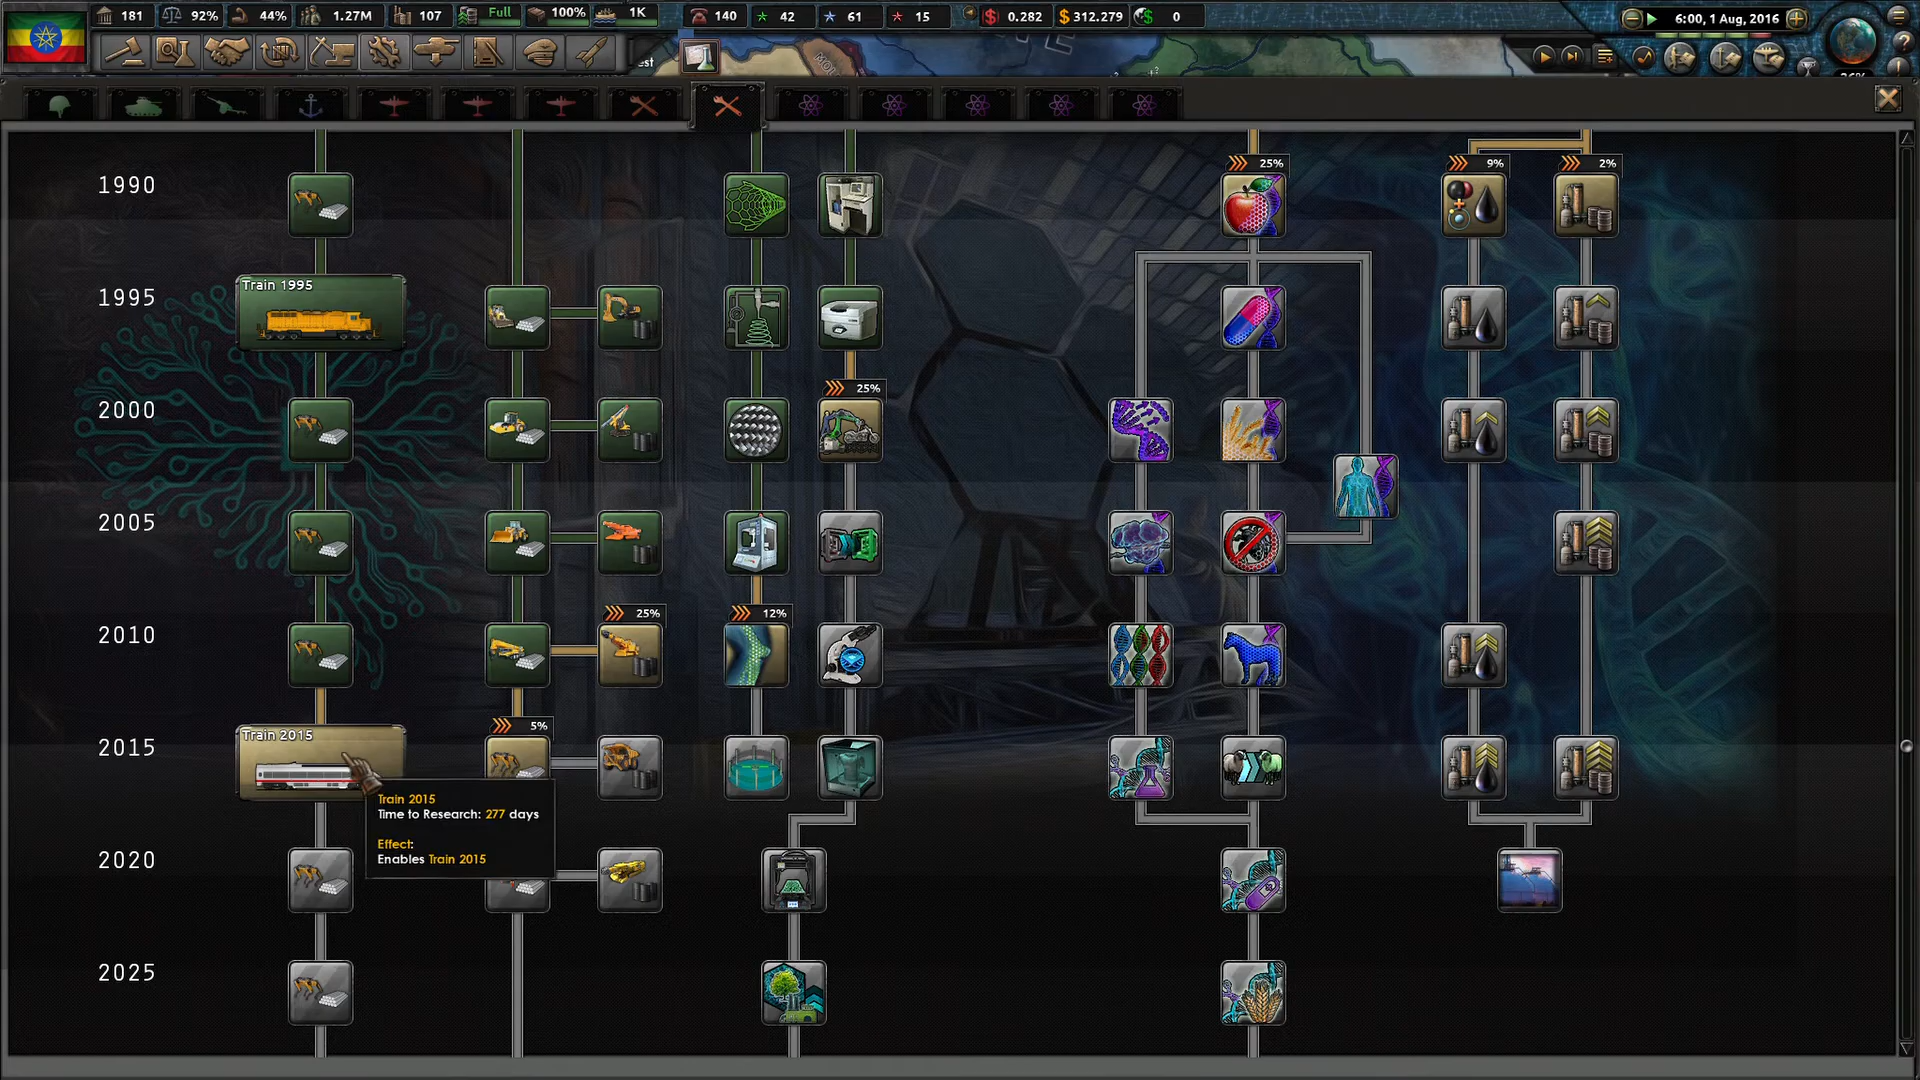 181
92%
44%
1.27M
107
Full
100%
1K
140
42
61
15
0.282
312.279
0
6:00, 1 Aug, 2016
1990
25%
9%
2%
1995
Train 1995
2000
25%
2005
2010
25%
12%
2015
Train 2015
5%
Train 2015
Time to Research: 277 days
Effect:
Enables Train 2015
2020
2025